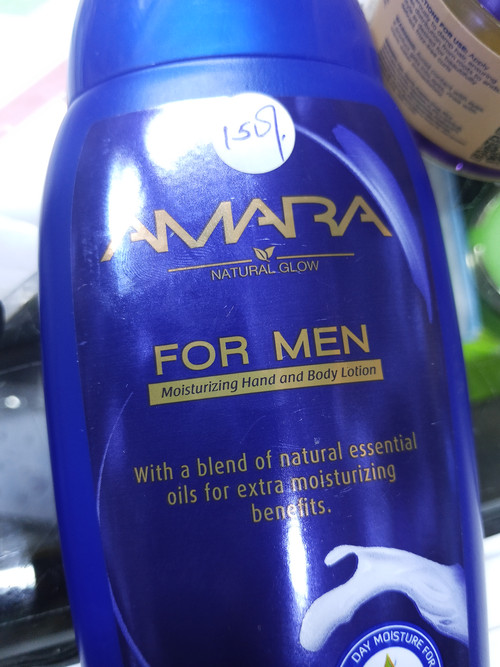 150/.
AMARA
NATURAL GLOW
FOR MEN
Moisturizing Hand and Body Lotion
With a blend of natural essential
oils for extra moisturizing
benefits.
DAY MOISTURE FOR